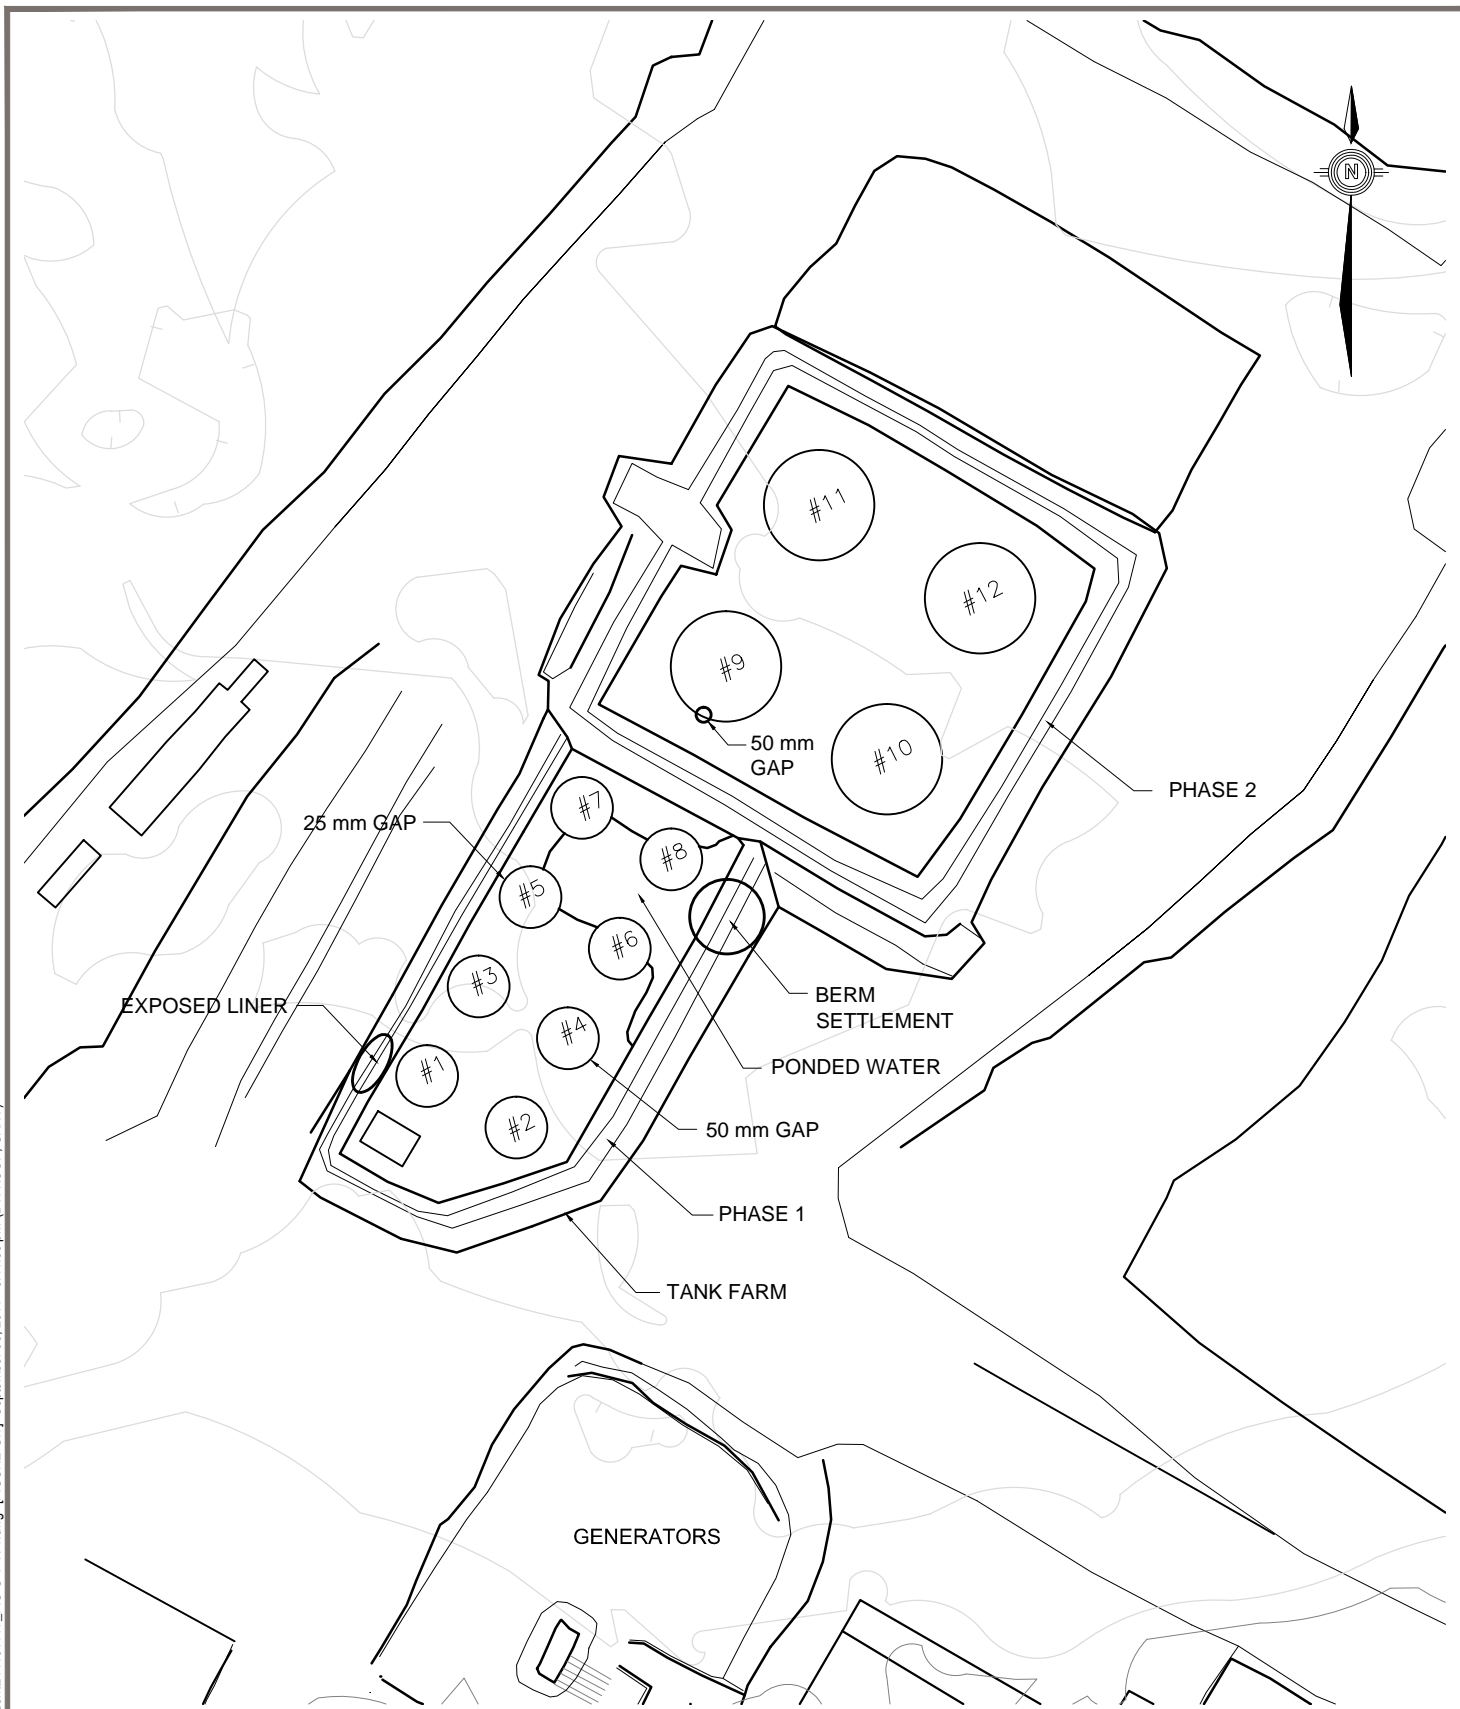 N
#11
#12
#9
50 mm
GAP
#10
PHASE 2
#7
25 mm GAP
#8
#5
#6
#3
EXPOSED LINER
BERM
SETTLEMENT
#4
PONDED WATER
#1
#2
50 mm GAP
PHASE 1
TANK FARM
GENERATORS